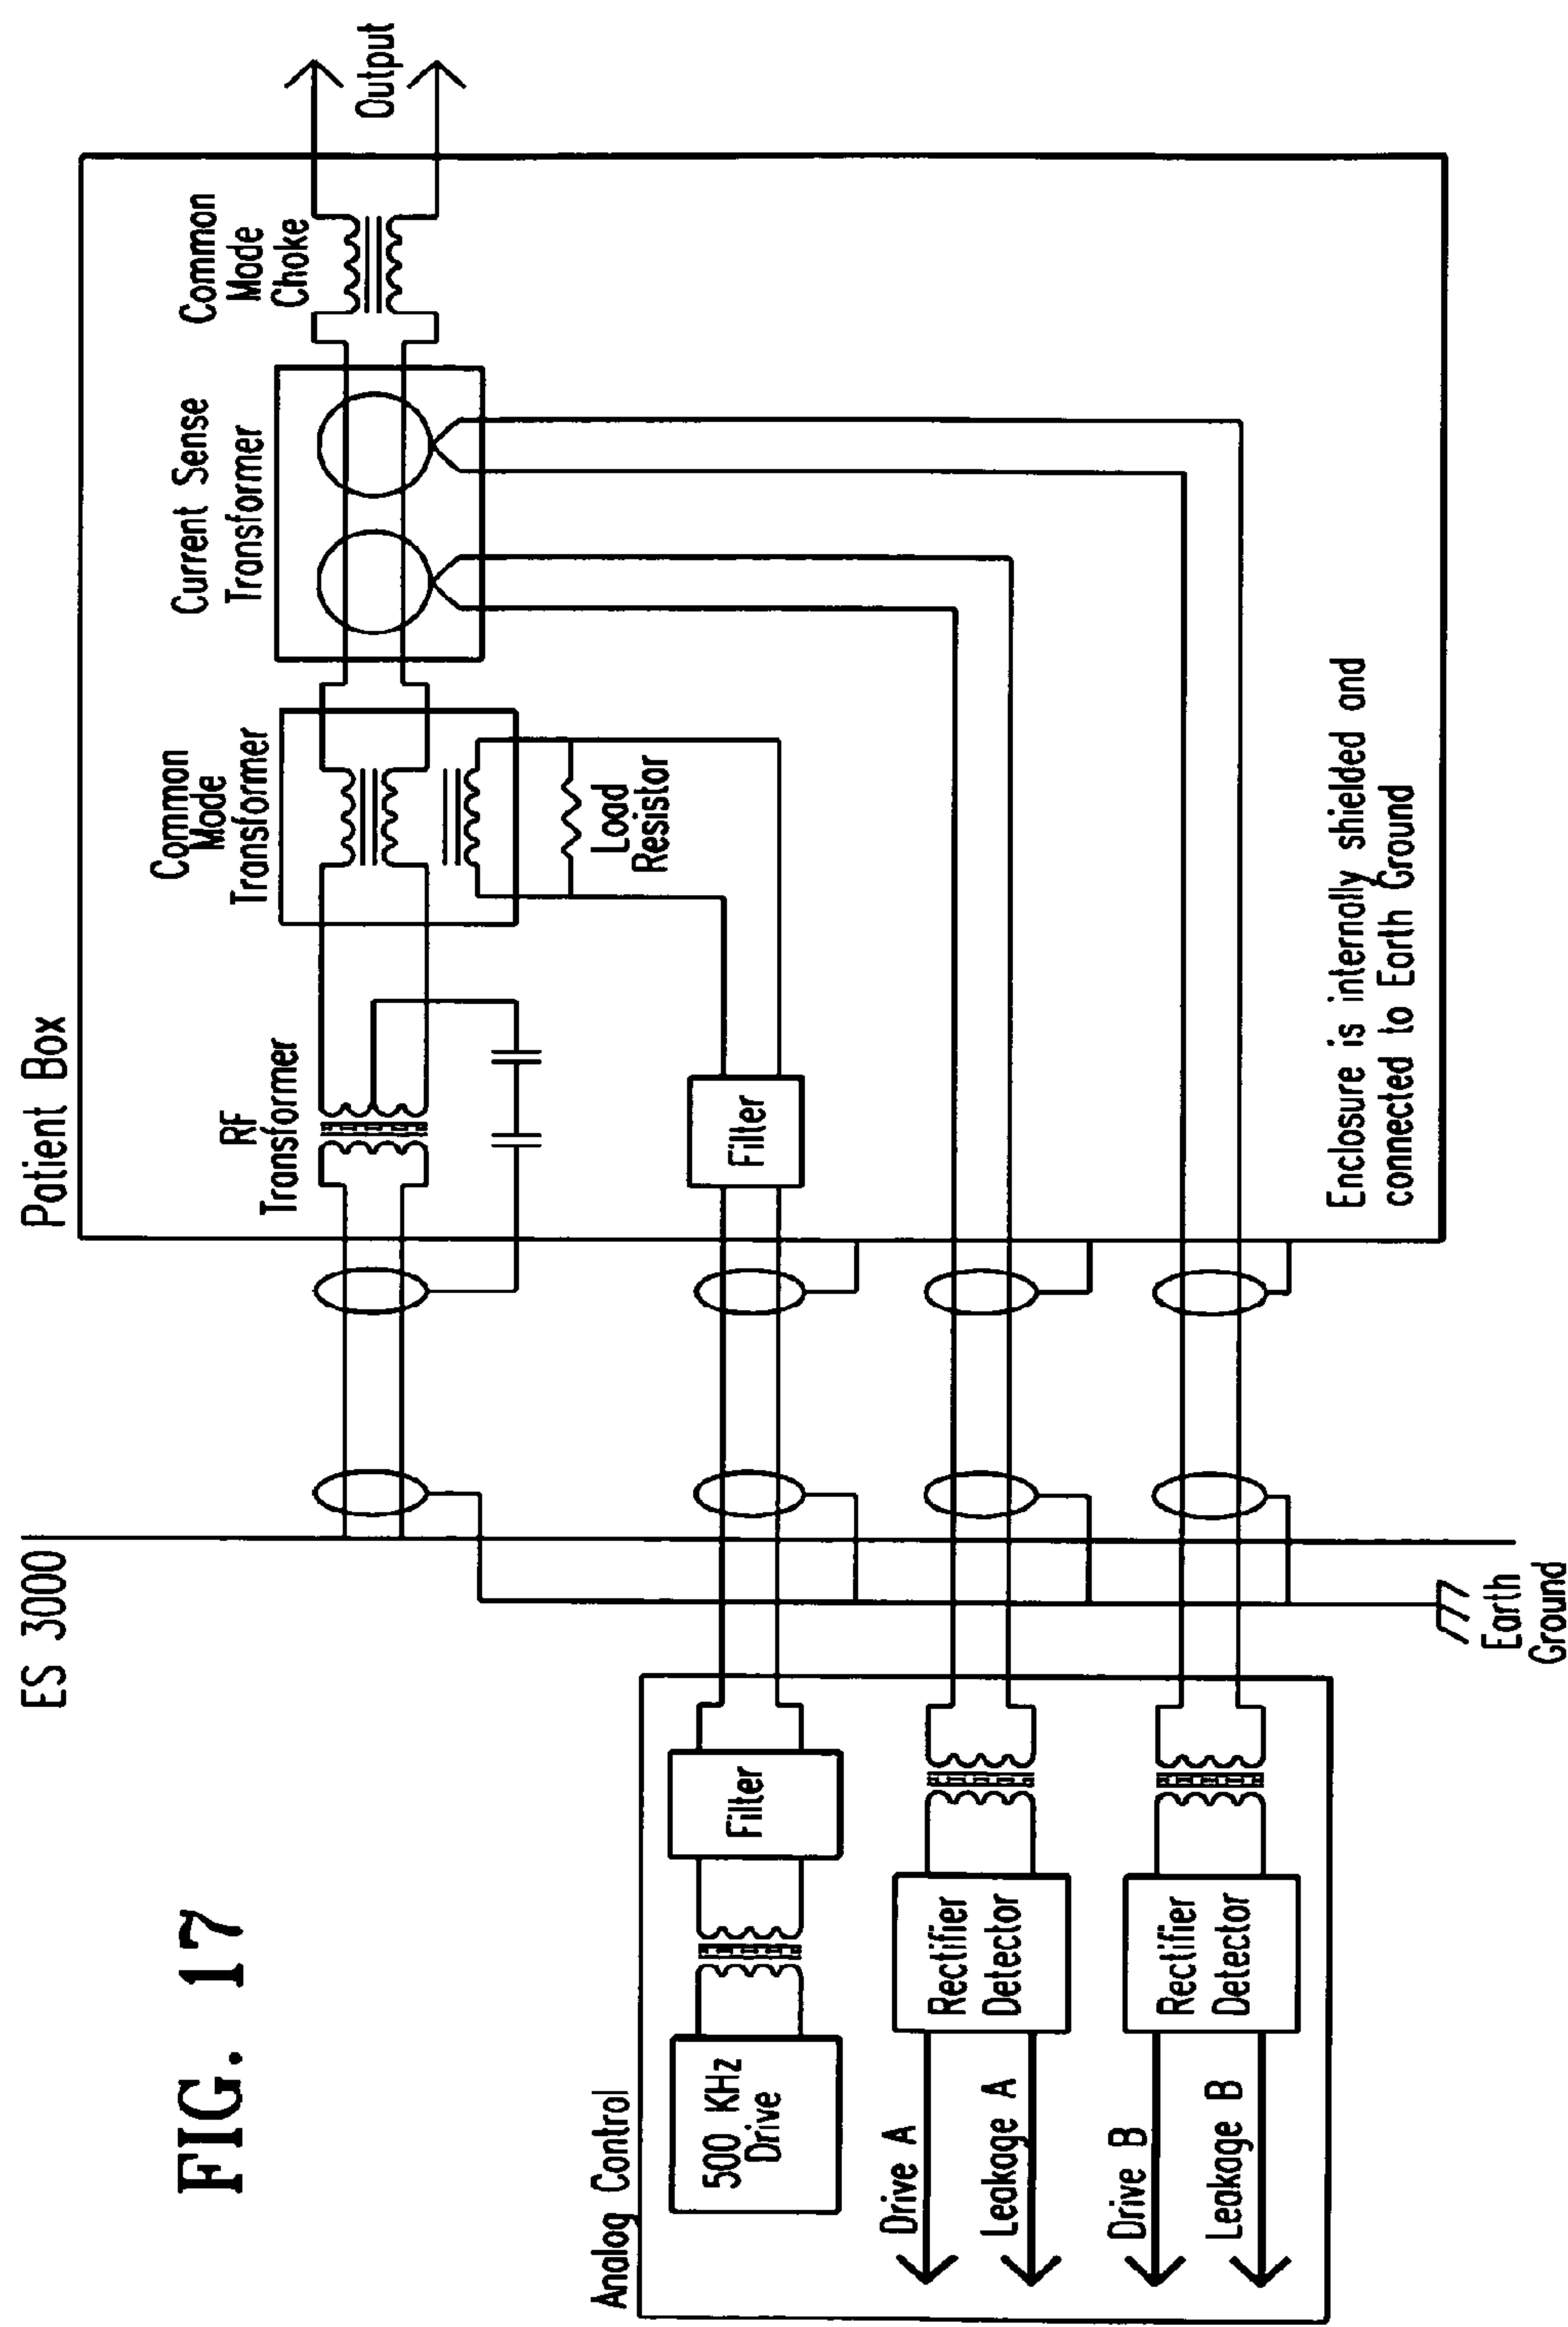 FIG. 17
ES 3000
Patient Box
Analog Control
500 KHz
Drive
Filter
Rectifier
Detector
Drive A
Leakage A
Rectifier
Detector
Drive B
Leakage B
Earth
Ground
RF
Transformer
Common
Mode
Transformer
Load
Resistor
Filter
Current Sense
Transformer
Common
Mode
Choke
Output
Enclosure is internally shielded and
connected to Earth Ground